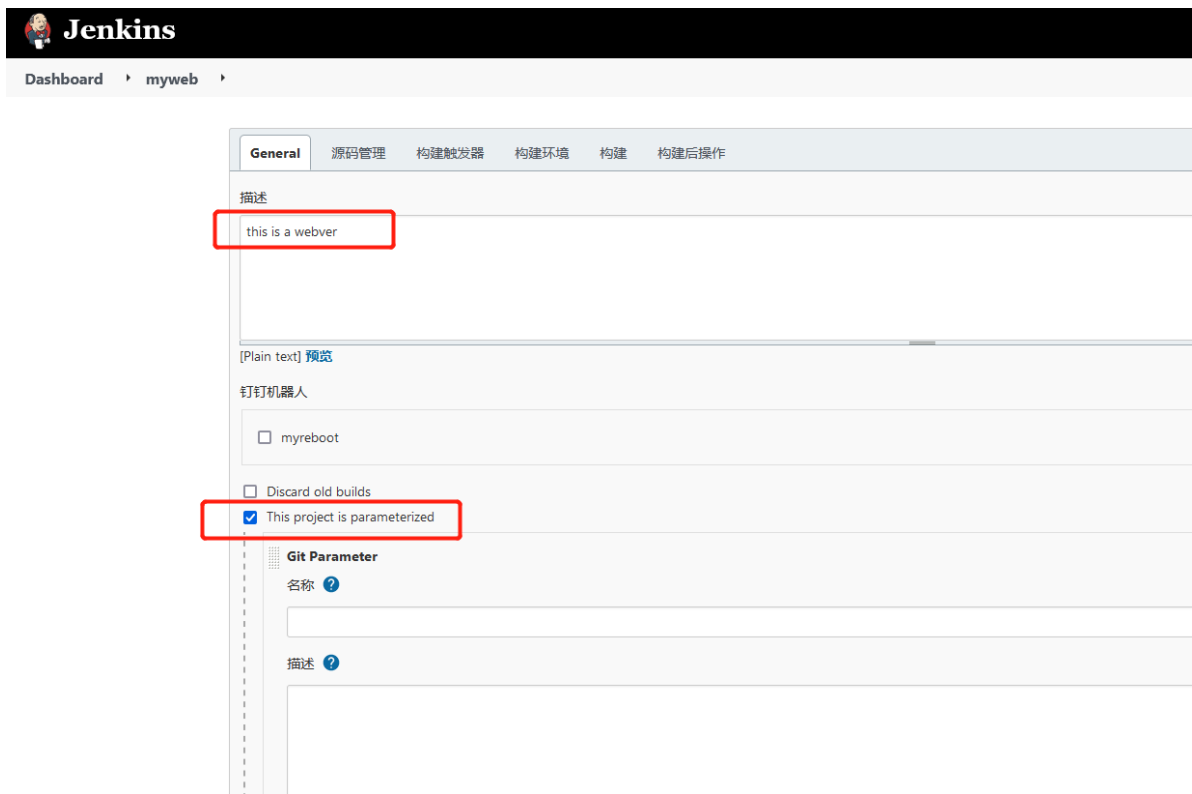 Jenkins
Dashboard myweb
General 源码管理 构建触发器 构建环境 构建 构建后操作
描述
this is a webver
[Plain text] 预览
钉钉机器人
myreboot
Discard old builds
This project is parameterized
Git Parameter
名称 ?
描述 ?